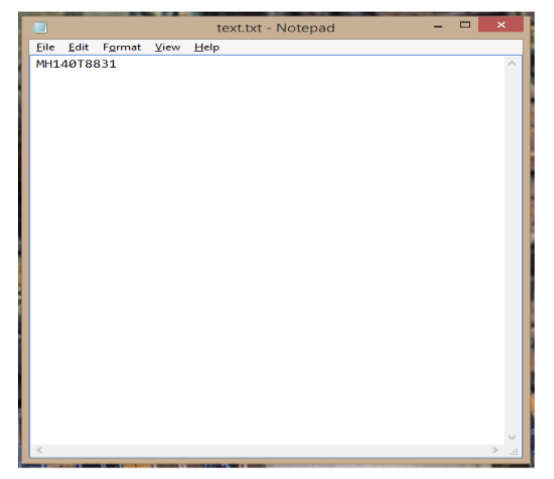 text.txt - Notepad
File Edit Format View Help
MH140T8831